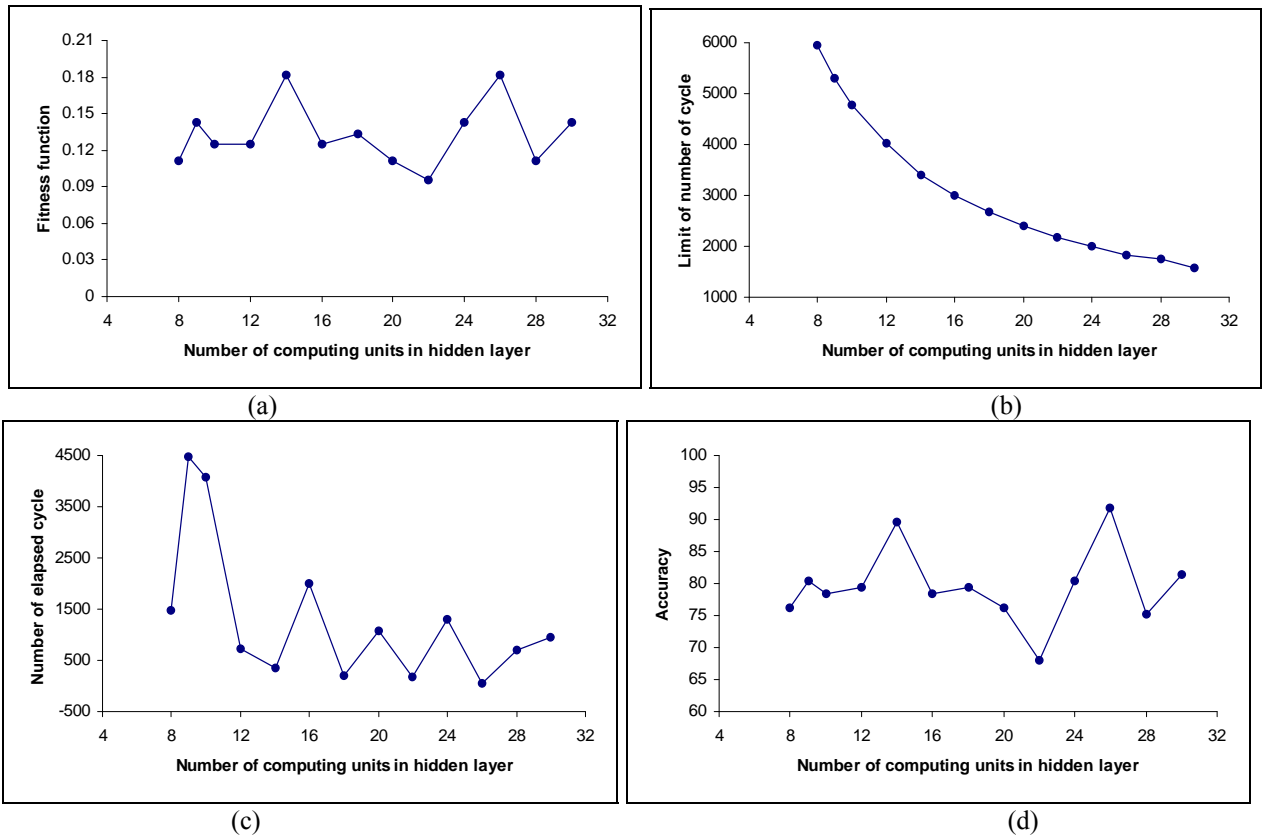 0.21
0.18
0.15
0.12
0.09
0.06
0.03
0
Fitness function
4 8 12 16 20 24 28 32
Number of computing units in hidden layer
(a)
6000
5000
4000
3000
2000
1000
Limit of number of cycle
4 8 12 16 20 24 28 32
Number of computing units in hidden layer
(b)
4500
3500
2500
1500
500
-500
Number of elapsed cycle
4 8 12 16 20 24 28 32
Number of computing units in hidden layer
(c)
100
95
90
85
80
75
70
65
60
Accuracy
4 8 12 16 20 24 28 32
Number of computing units in hidden layer
(d)